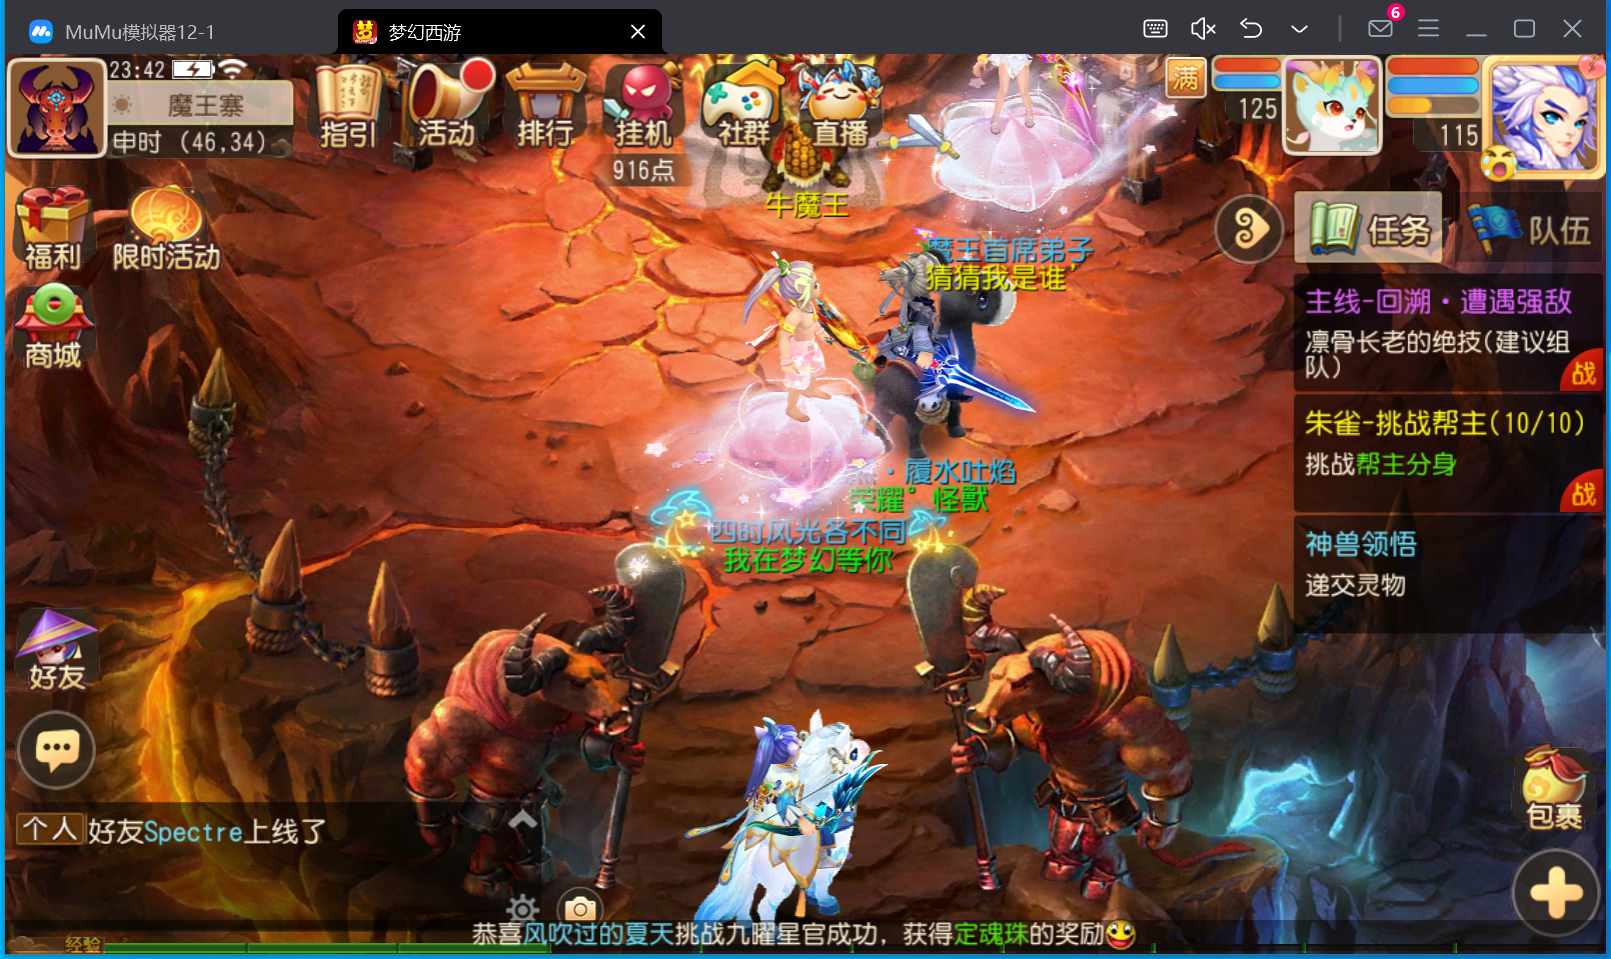 MuMu模拟器12-1
梦幻西游
6
23:42
魔王寨
申时 (46,34)
指引
活动
排行
挂机
916点
社群
直播
满
125
115
福利
限时活动
商城
牛魔王
魔王首席弟子
猜猜我是谁
任务
队伍
主线-回溯·遭遇强敌
凛骨长老的绝技(建议组
队)
战
朱雀-挑战帮主(10/10)
挑战帮主分身
战
神兽领悟
递交灵物
·履水吐焰
荣耀°怪獸
四时风光各不同
我在梦幻等你
好友
个人 好友Spectre上线了
包裹
恭喜风吹过的夏天挑战九曜星官成功，获得定魂珠的奖励
经验